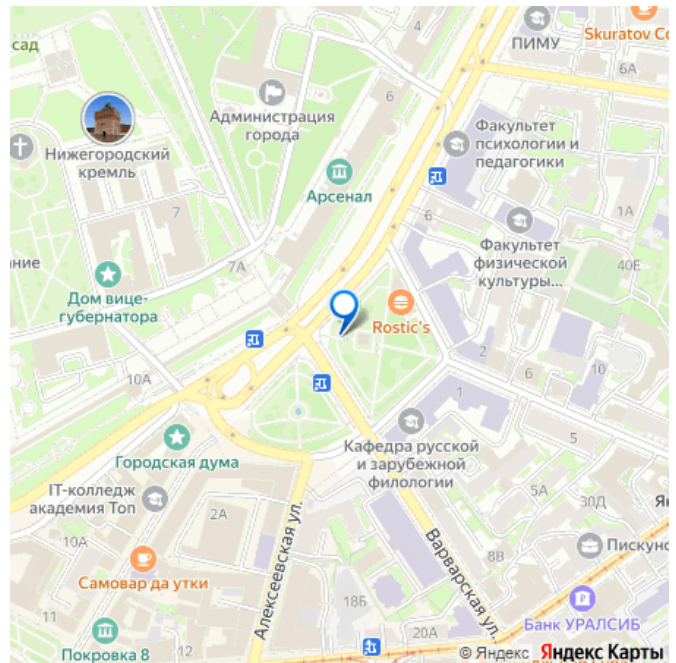 сад
ПИМУ
Skuratov Co
6А
Администрация
города
6
Факультет
психологии и
педагогики
Нижегородский
кремль
Арсенал
7
6
1А
ание
7А
Факультет
физической
культуры...
40Е
Дом вице-
губернатора
Rostic's
2
10А
6
10
1
Городская дума
Кафедра русской
и зарубежной
филологии
5
IT-колледж
академия Топ
2А
5А
30Д
Ян
10А
Алексеевская ул.
Варварская ул.
8В
Пискуно
Самовар да утки
18Б
Банк УРАЛСИБ
Покровка 8
20А
© Яндекс Яндекс Карты